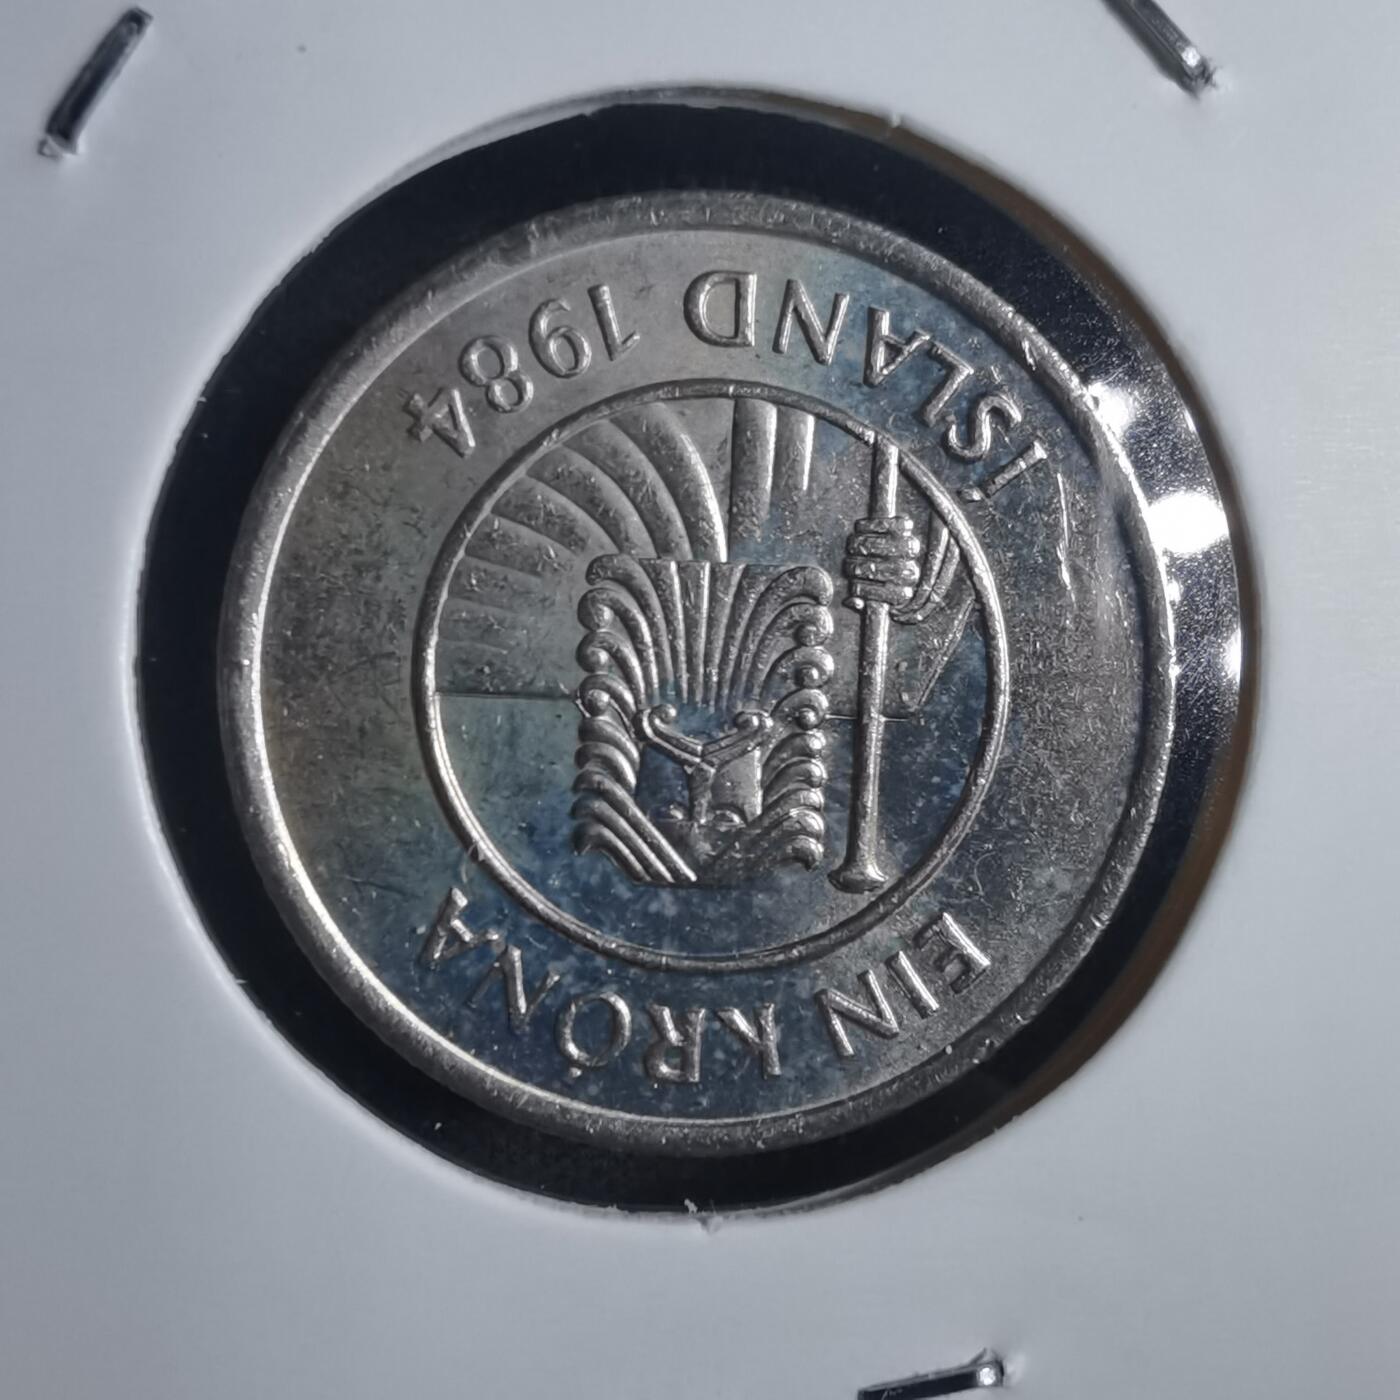 ÍSLAND 1984
EIN KRÓNA